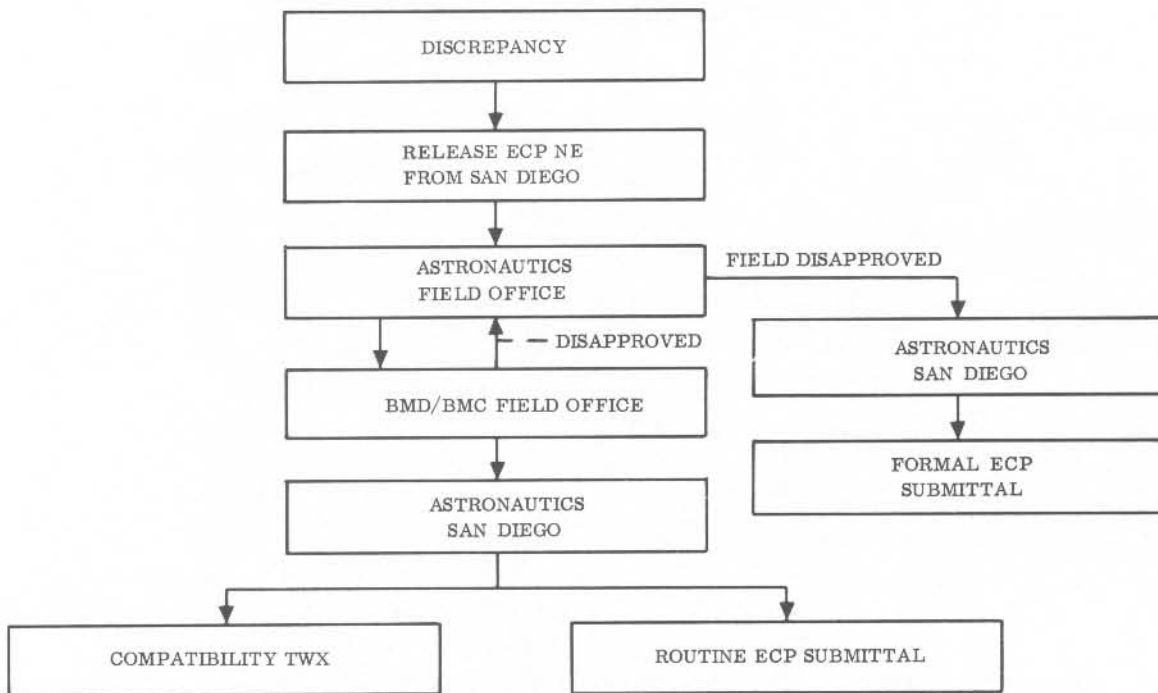 DISCREPANCY
RELEASE ECP NE
FROM SAN DIEGO
ASTRONAUTICS
FIELD OFFICE
FIELD DISAPPROVED
DISAPPROVED
ASTRONAUTICS
SAN DIEGO
BMD/BMC FIELD OFFICE
FORMAL ECP
SUBMITTAL
ASTRONAUTICS
SAN DIEGO
COMPATIBILITY TWX
ROUTINE ECP SUBMITTAL